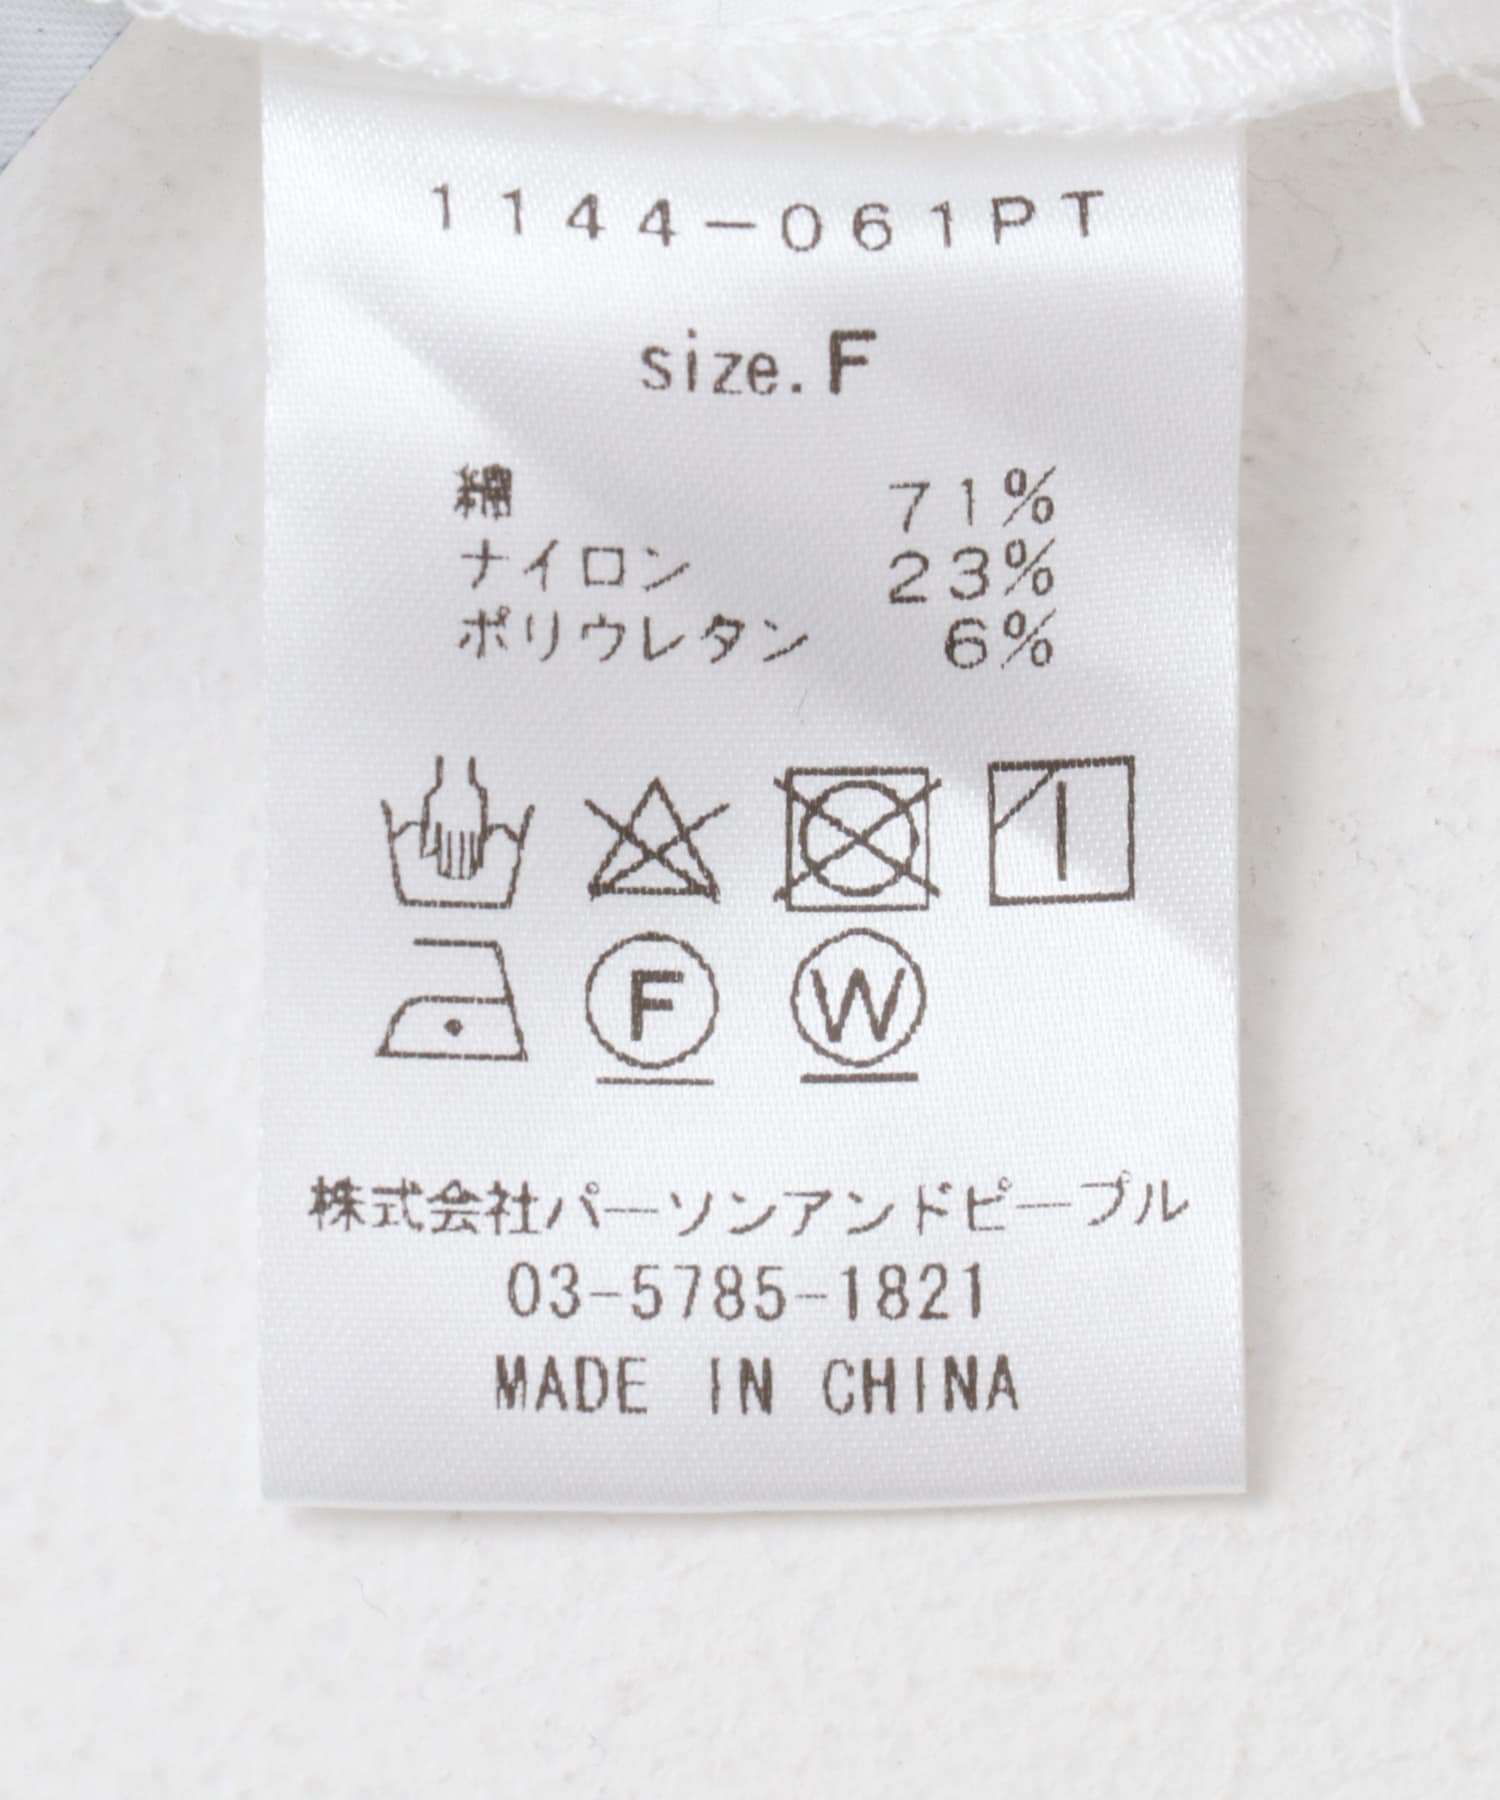 1144-061PT
size.F
綿 71%
ナイロン 23%
ポリウレタン 6%
F W
株式会社パーソンアンドピープル
03-5785-1821
MADE IN CHINA